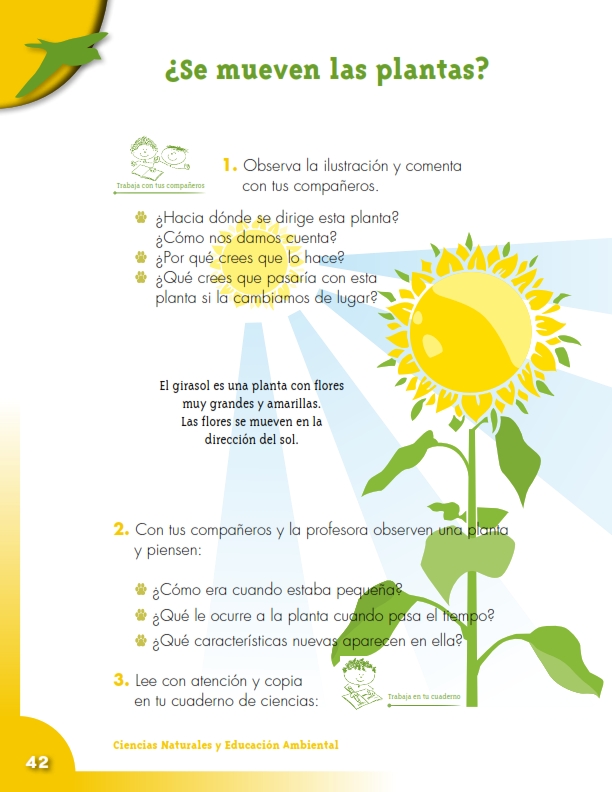 ¿Se mueven las plantas?
Trabaja con tus compañeros
1. Observa la ilustración y comenta
con tus compañeros.
¿Hacia dónde se dirige esta planta?
¿Cómo nos damos cuenta?
¿Por qué crees que lo hace?
¿Qué crees que pasaría con esta
planta si la cambiamos de lugar?
El girasol es una planta con flores
muy grandes y amarillas.
Las flores se mueven en la
dirección del sol.
2. Con tus compañeros y la profesora observen una planta
y piensen:
¿Cómo era cuando estaba pequeña?
¿Qué le ocurre a la planta cuando pasa el tiempo?
¿Qué características nuevas aparecen en ella?
3. Lee con atención y copia
en tu cuaderno de ciencias:
Trabaja en tu cuaderno
Ciencias Naturales y Educación Ambiental
42